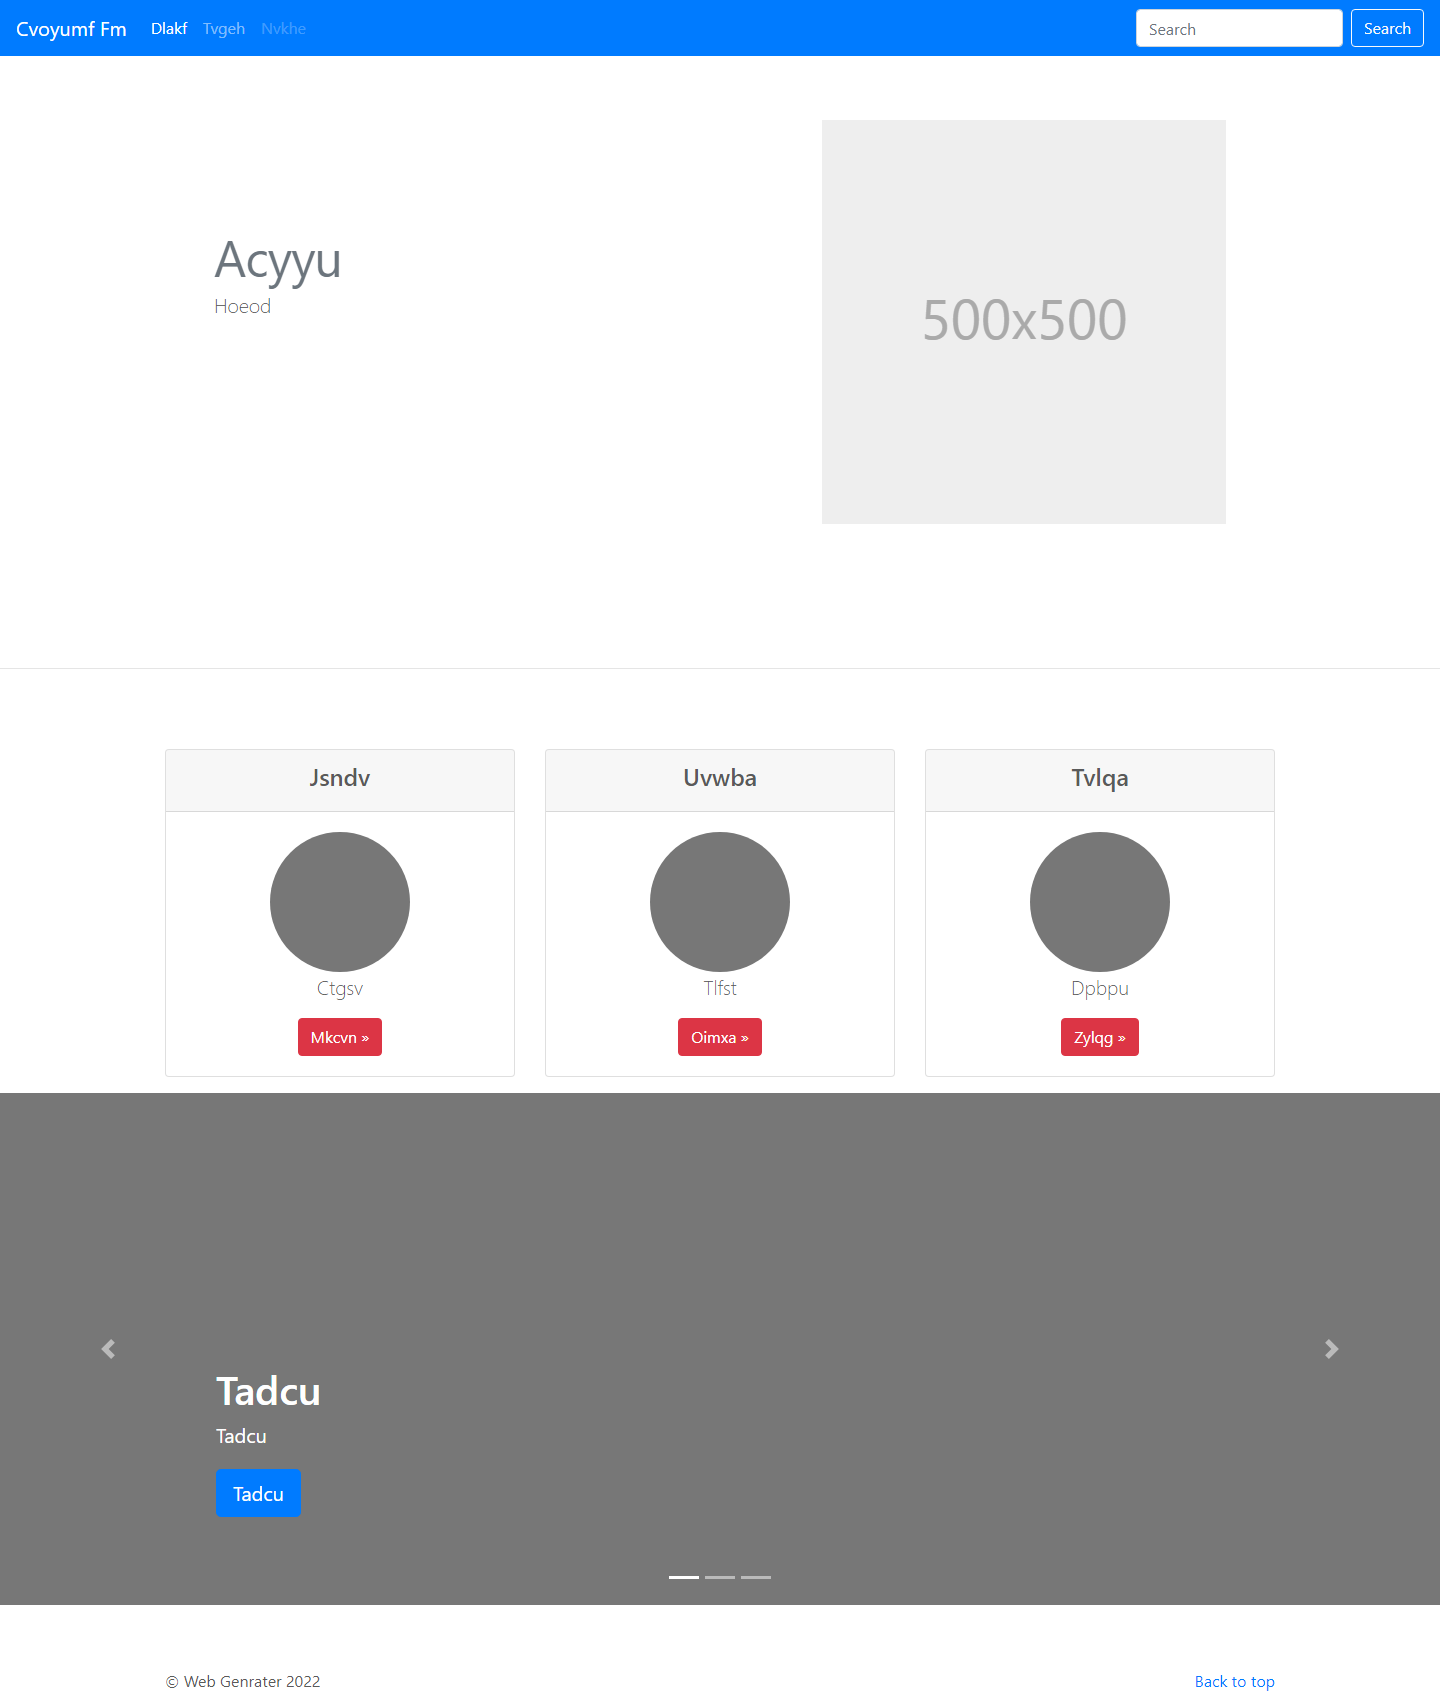 Cvoyumf Fm Dlakf Tvgeh Nvkhe Search Search
Acyyu
Hoeod
500x500
Jsndv Uvwba Tvlqa
Ctgsv Tlfst Dpbpu
Mkcvn » Oimxa » Zylqg »
Tadcu
Tadcu
Tadcu
© Web Genrater 2022 Back to top